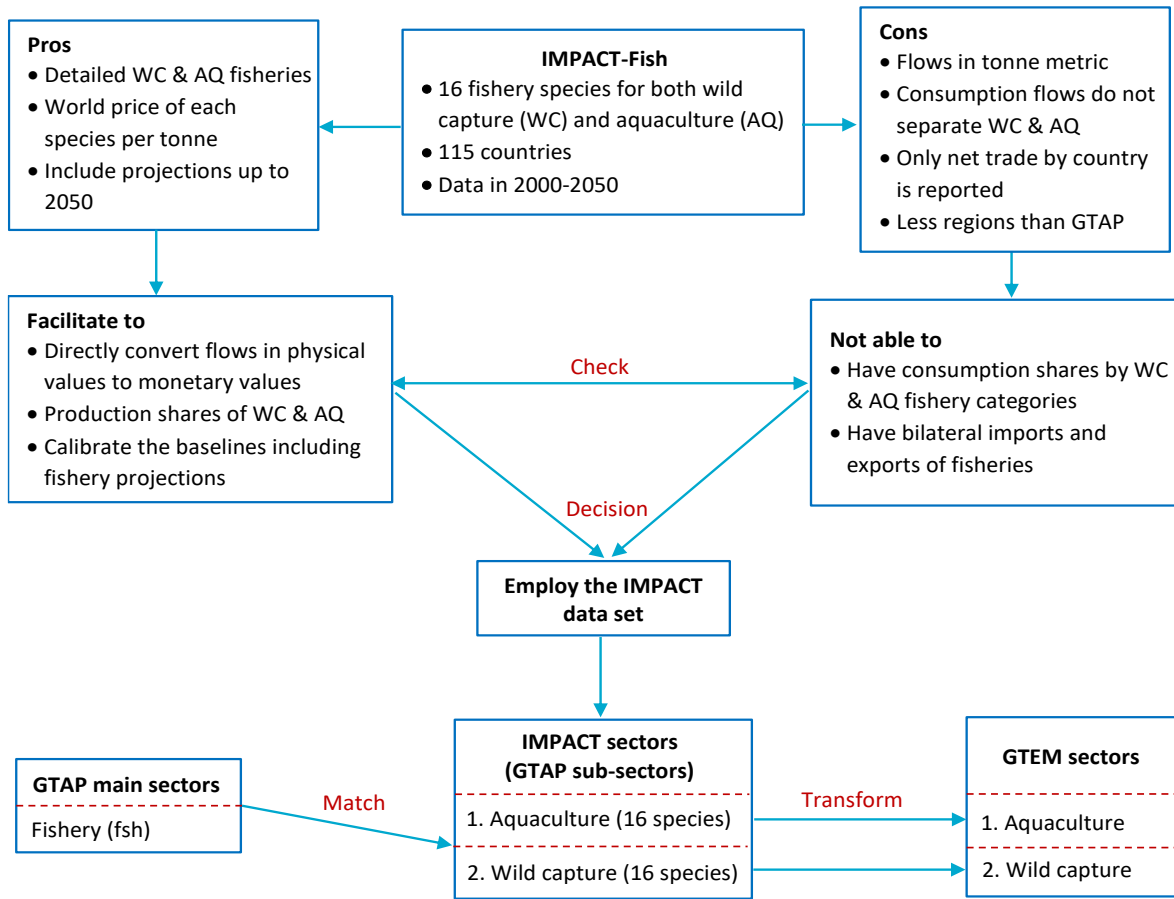 Pros
• Detailed WC & AQ fisheries
• World price of each
species per tonne
• Include projections up to
2050
IMPACT-Fish
• 16 fishery species for both wild
capture (WC) and aquaculture (AQ)
• 115 countries
• Data in 2000-2050
Cons
• Flows in tonne metric
• Consumption flows do not
separate WC & AQ
• Only net trade by country
is reported
• Less regions than GTAP
Facilitate to
• Directly convert flows in physical
values to monetary values
• Production shares of WC & AQ
• Calibrate the baselines including
fishery projections
Check
Not able to
• Have consumption shares by WC
& AQ fishery categories
• Have bilateral imports and
exports of fisheries
Decision
Employ the IMPACT
data set
GTAP main sectors
Fishery (fsh)
Match
IMPACT sectors
(GTAP sub-sectors)
1. Aquaculture (16 species)
2. Wild capture (16 species)
Transform
GTEM sectors
1. Aquaculture
2. Wild capture